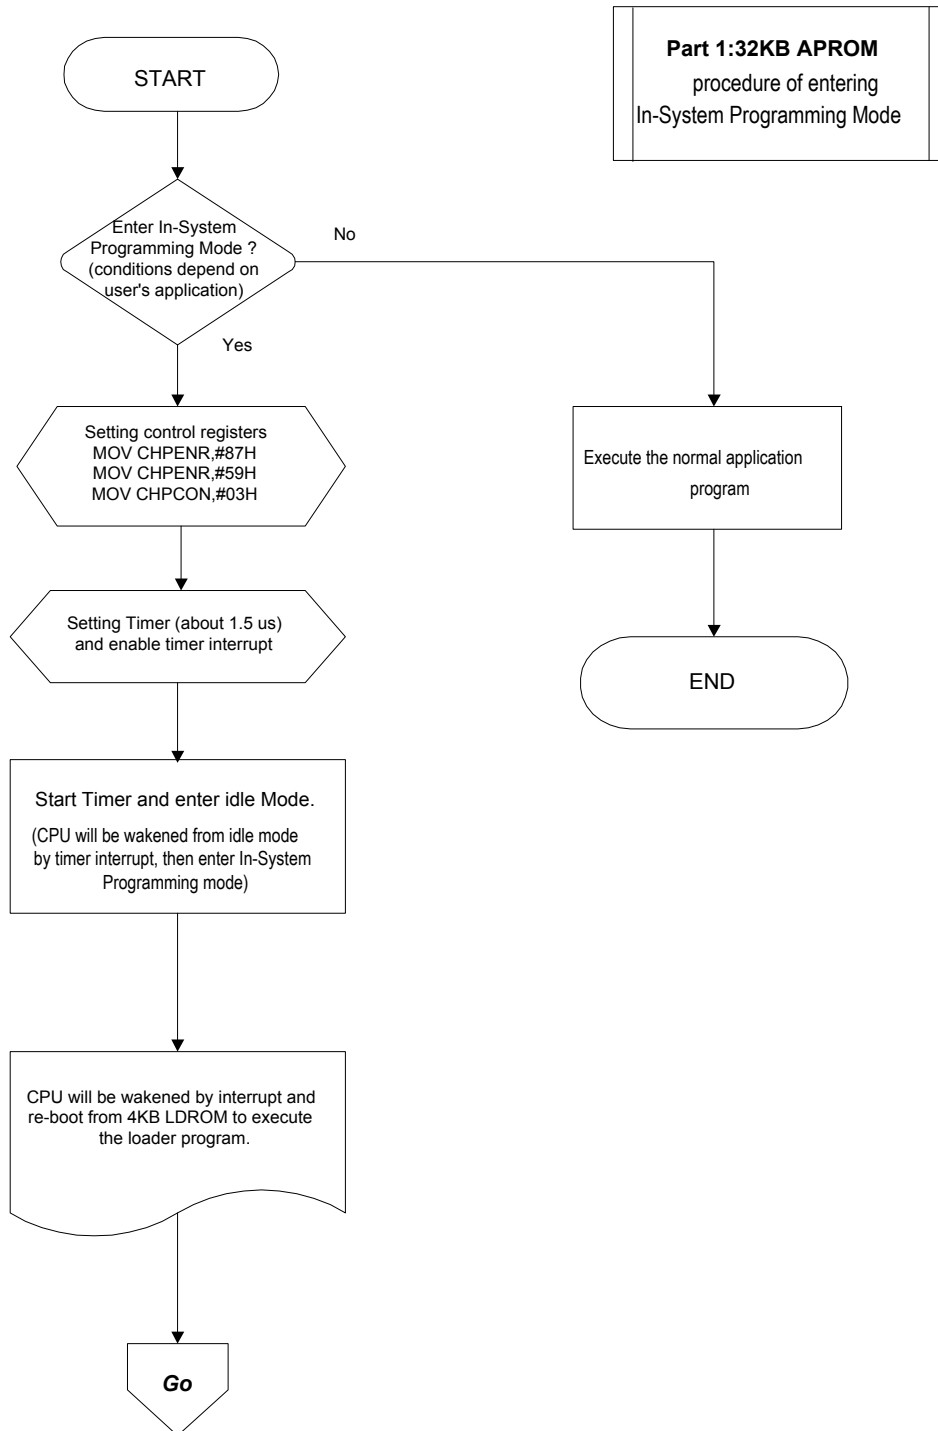 Part 1:32KB APROM
procedure of entering
In-System Programming Mode
START
Enter In-System
Programming Mode ?
(conditions depend on
user's application)
No
Yes
Setting control registers
MOV CHPENR,#87H
MOV CHPENR,#59H
MOV CHPCON,#03H
Execute the normal application
program
Setting Timer (about 1.5 us)
and enable timer interrupt
END
Start Timer and enter idle Mode.
(CPU will be wakened from idle mode
by timer interrupt, then enter In-System
Programming mode)
CPU will be wakened by interrupt and
re-boot from 4KB LDROM to execute
the loader program.
Go